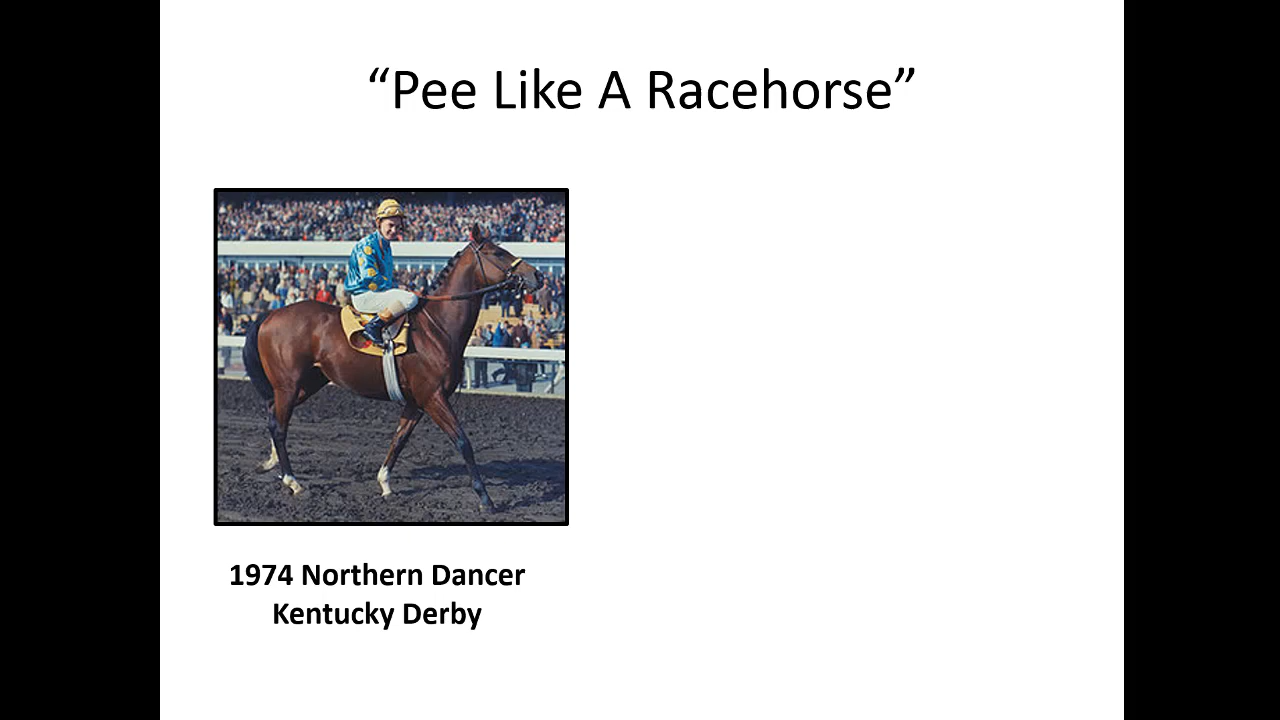 “Pee Like A Racehorse”
1974 Northern Dancer
Kentucky Derby